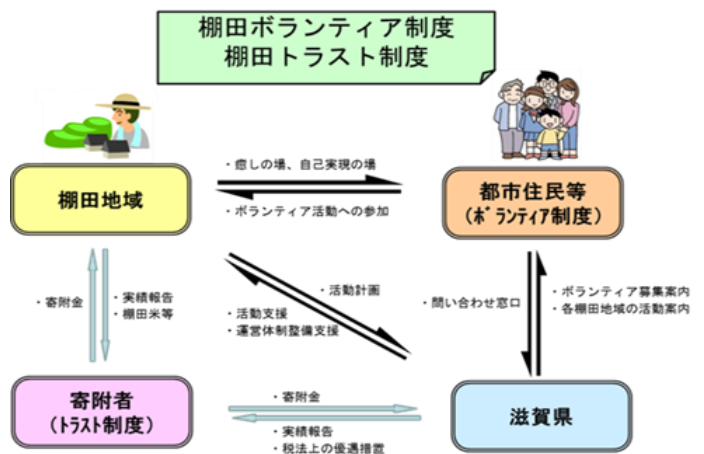 棚田ボランティア制度
棚田トラスト制度
・癒しの場、自己実現の場
棚田地域
都市住民等
（ﾎﾞﾗﾝﾃｨｱ制度）
・ボランティア活動への参加
・寄附金
・実績報告
・棚田米等
・活動計画
・活動支援
・運営体制整備支援
・問い合わせ窓口
・ボランティア募集案内
・各棚田地域の活動案内
寄附者
（ﾄﾗｽﾄ制度）
・寄附金
滋賀県
・実績報告
・税法上の優遇措置